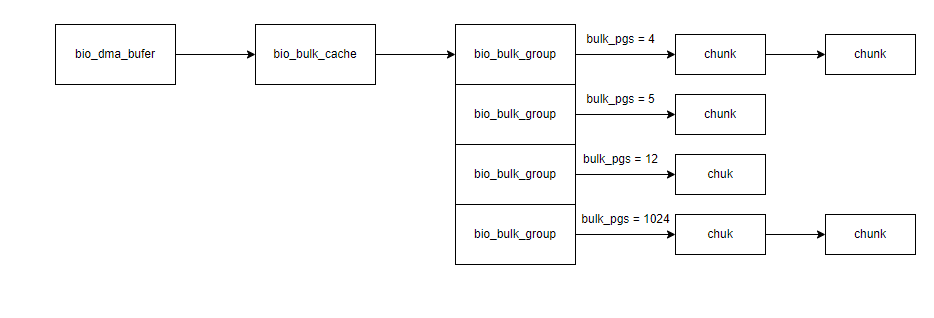 bio_dma_bufer
bio_bulk_cache
bio_bulk_group
bulk_pgs = 4
chunk
chunk
bio_bulk_group
bulk_pgs = 5
chunk
bio_bulk_group
bulk_pgs = 12
chuk
bio_bulk_group
bulk_pgs = 1024
chuk
chunk